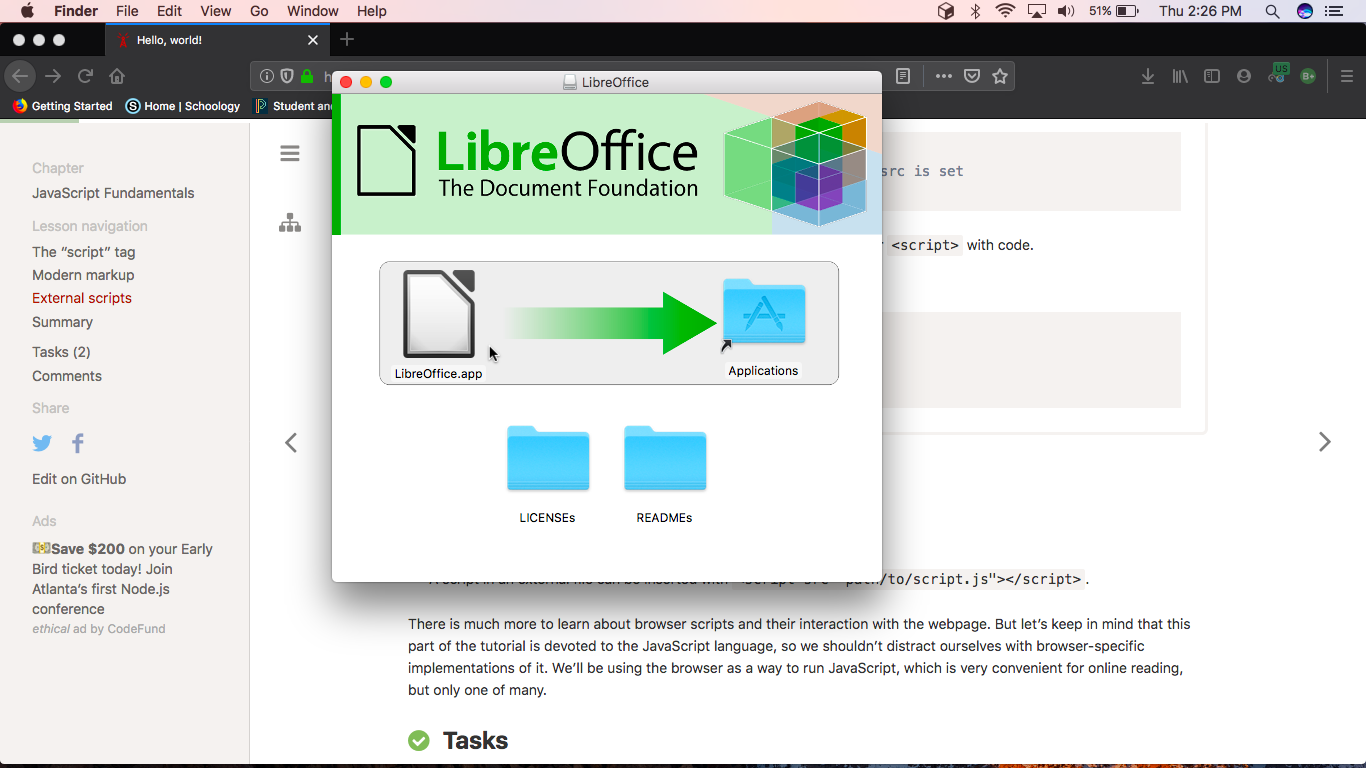 Finder File Edit View Go Window Help 51% Thu 2:26 PM
Hello, world!
Getting Started Home | Schoology Student an
LibreOffice
LibreOffice
The Document Foundation
LibreOffice.app
Applications
LICENSEs
READMEs
Chapter
JavaScript Fundamentals
Lesson navigation
The “script” tag
Modern markup
External scripts
Summary
Tasks (2)
Comments
Share
Edit on GitHub
Ads
Save $200 on your Early
Bird ticket today! Join
Atlanta’s first Node.js
conference
ethical ad by CodeFund
src is set
<script> with code.
/to/script.js"></script>.
There is much more to learn about browser scripts and their interaction with the webpage. But let’s keep in mind that this
part of the tutorial is devoted to the JavaScript language, so we shouldn’t distract ourselves with browser-specific
implementations of it. We’ll be using the browser as a way to run JavaScript, which is very convenient for online reading,
but only one of many.
Tasks
US
B+